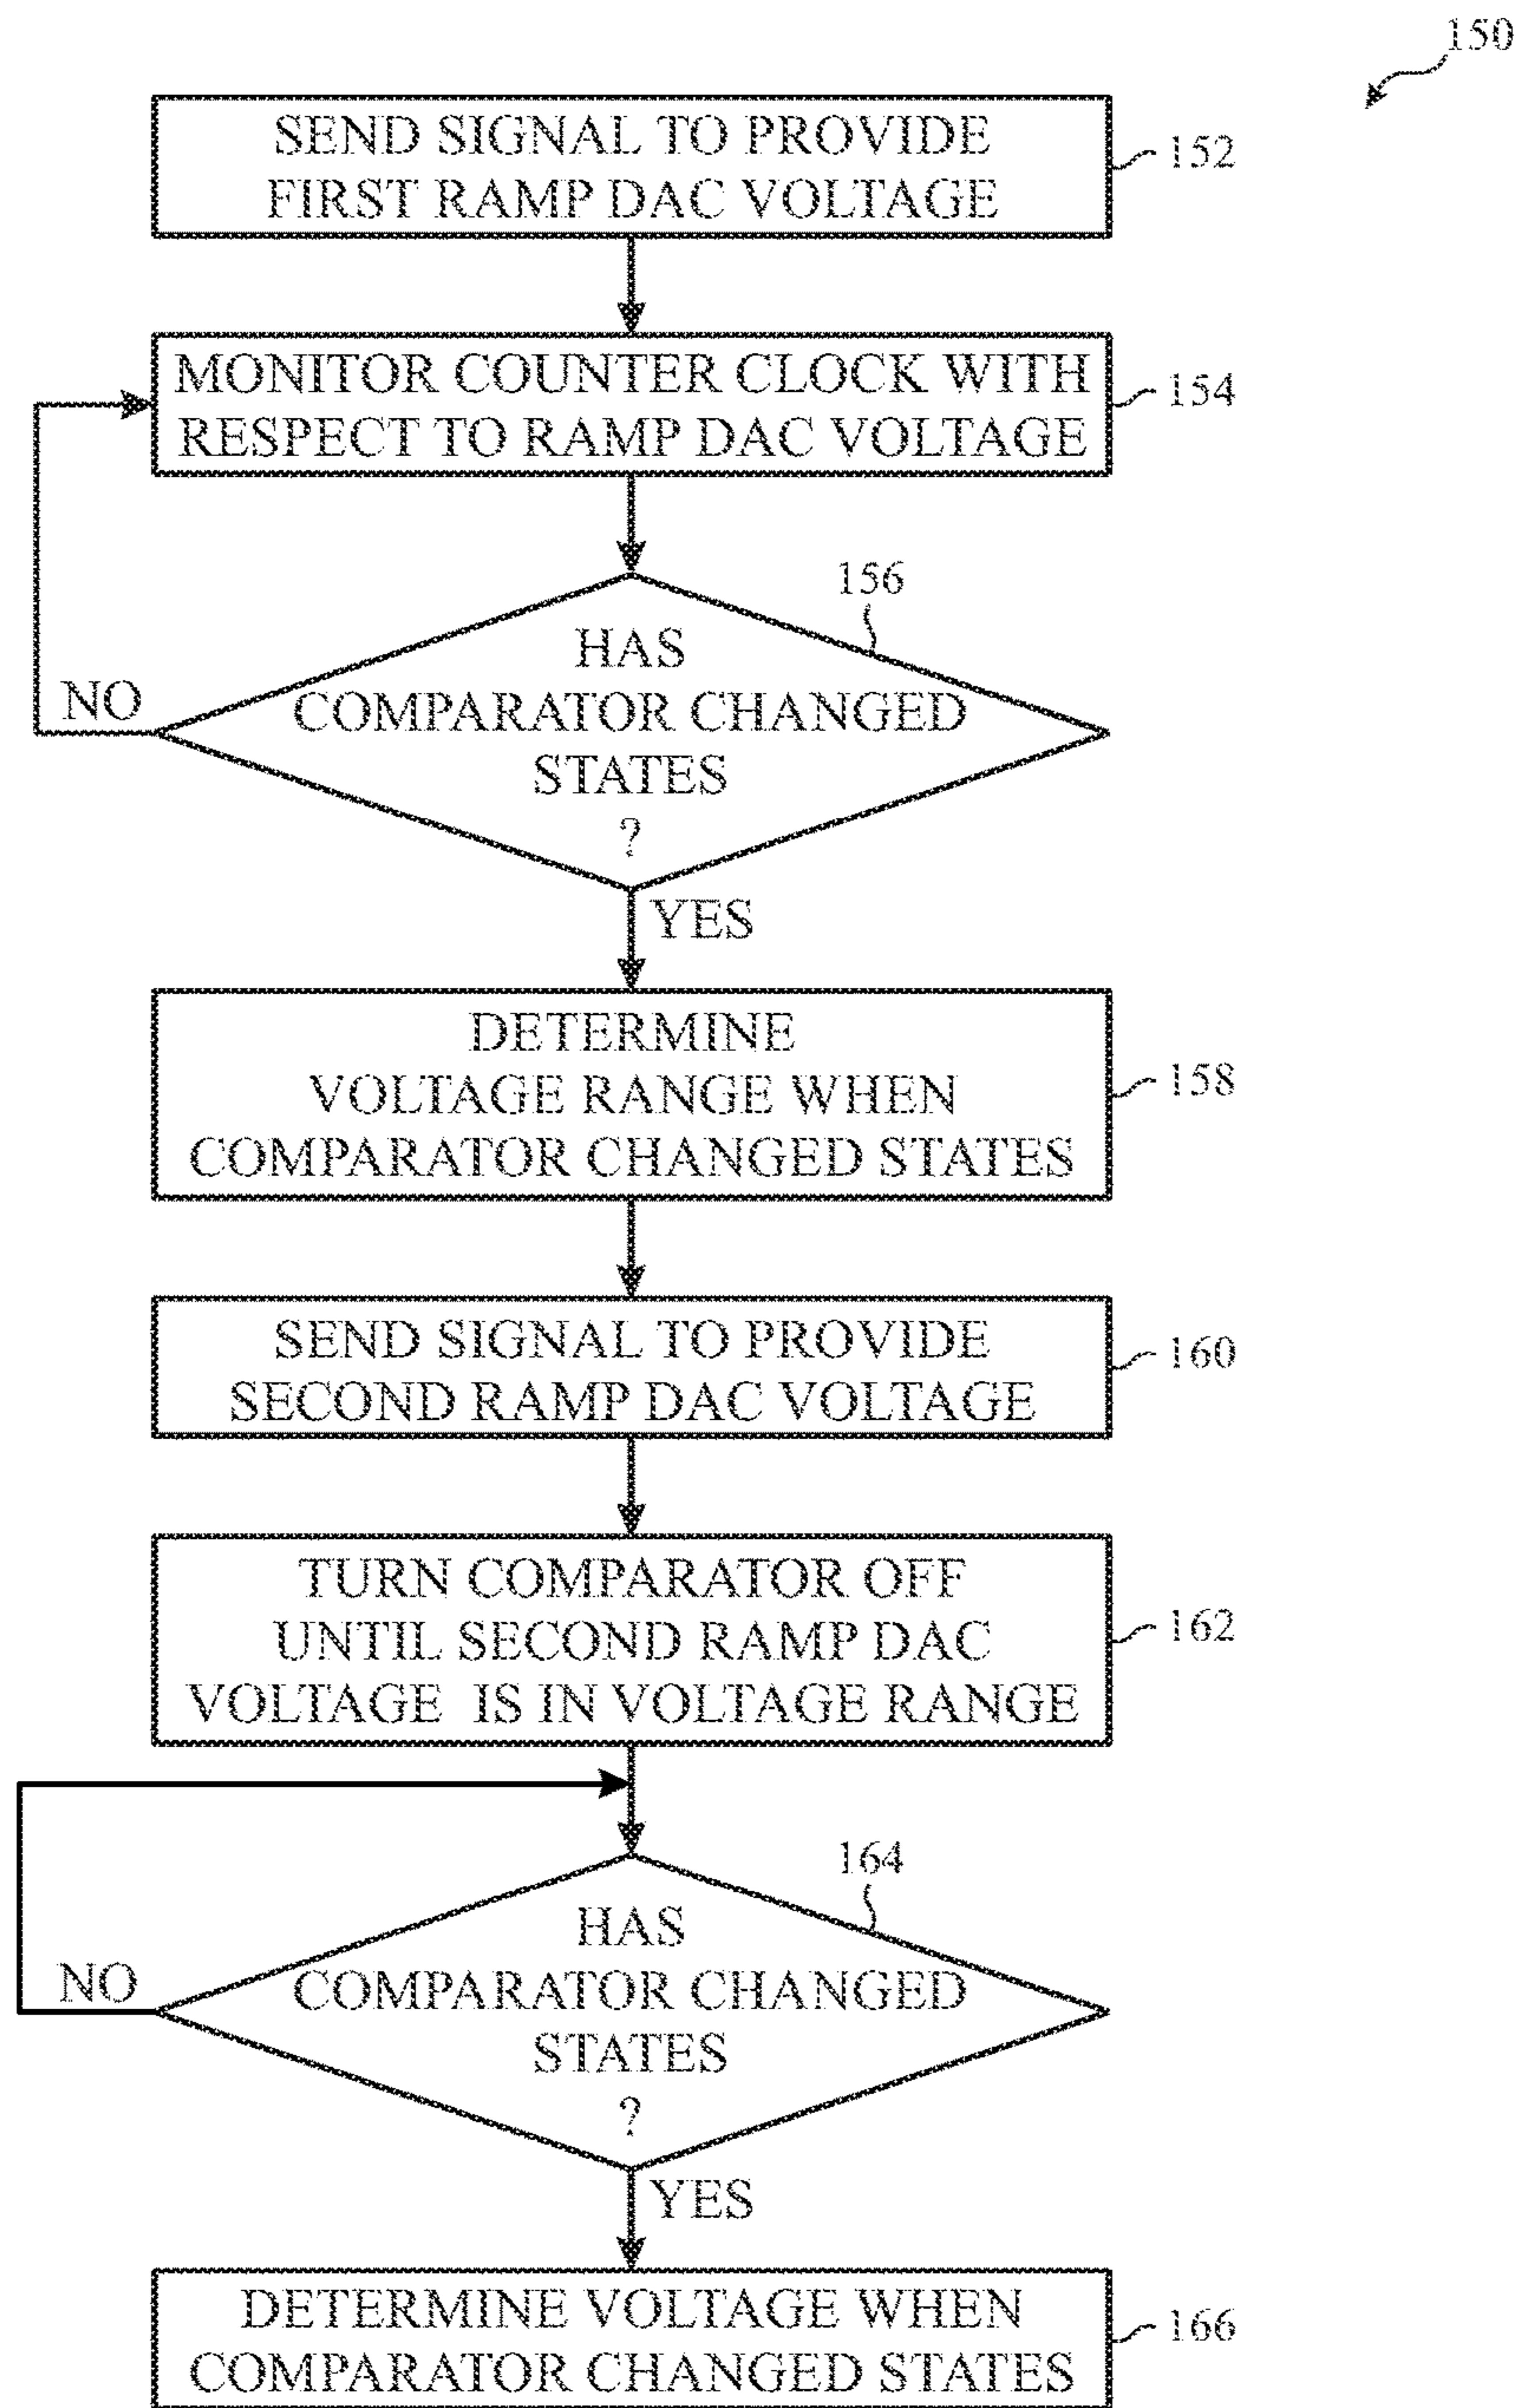 150
SEND SIGNAL TO PROVIDE
FIRST RAMP DAC VOLTAGE
152
MONITOR COUNTER CLOCK WITH
RESPECT TO RAMP DAC VOLTAGE
154
156
HAS
COMPARATOR CHANGED
STATES
?
NO
YES
DETERMINE
VOLTAGE RANGE WHEN
COMPARATOR CHANGED STATES
158
SEND SIGNAL TO PROVIDE
SECOND RAMP DAC VOLTAGE
160
TURN COMPARATOR OFF
UNTIL SECOND RAMP DAC
VOLTAGE IS IN VOLTAGE RANGE
162
164
HAS
COMPARATOR CHANGED
STATES
?
NO
YES
DETERMINE VOLTAGE WHEN
COMPARATOR CHANGED STATES
166